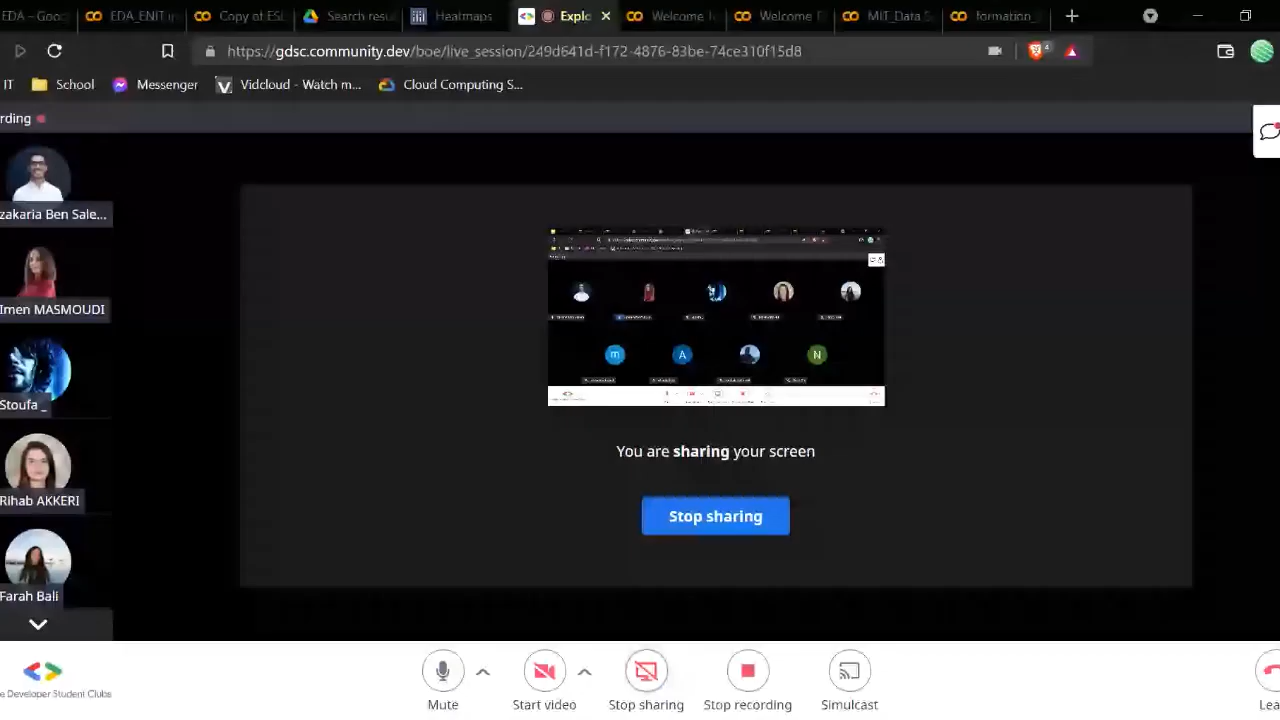 EDA – Goo
EDA_ENIT
Copy of ESI
Search resu
Heatmaps
Explo
Welcome
Welcome
MIT_Data S
formation_
https://gdsc.community.dev/boe/live_session/249d641d-f172-4876-83be-74ce310f15d8
4
IT
School
Messenger
Vidcloud - Watch m...
Cloud Computing S...
rding
zakaria Ben Sale...
Imen MASMOUDI
Stoufa _
Rihab AKKERI
Farah Bali
m
A
N
You are sharing your screen
Stop sharing
e Developer Student Clubs
Mute
Start video
Stop sharing
Stop recording
Simulcast
Lea